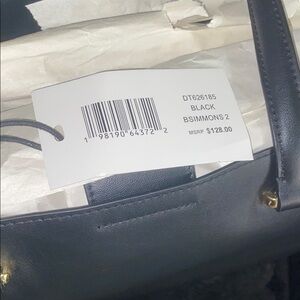 DT626185
BLACK
BSIMMONS 2
MSRP $128.00
1 98190 64372 2